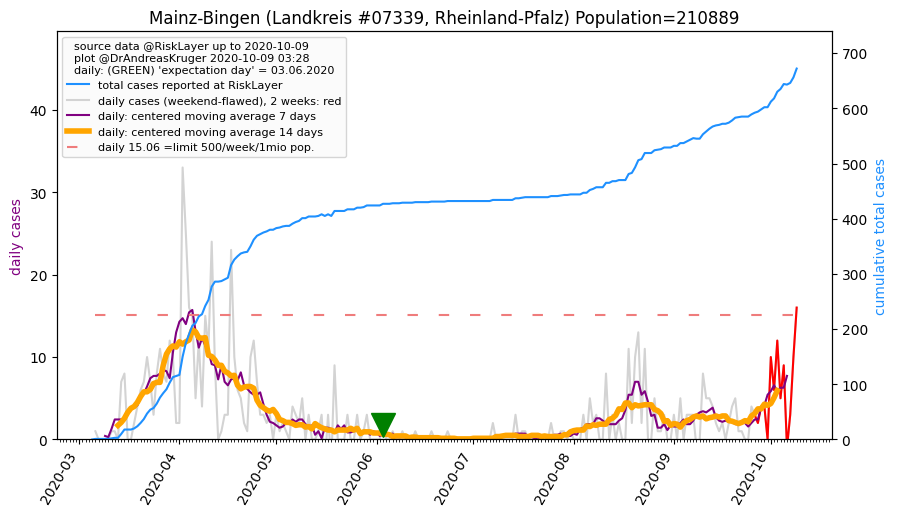 Mainz-Bingen (Landkreis #07339, Rheinland-Pfalz) Population=210889
source data @RiskLayer up to 2020-10-09
plot @DrAndreasKruger 2020-10-09 03:28
daily: (GREEN) 'expectation day' = 03.06.2020
total cases reported at RiskLayer
daily cases (weekend-flawed), 2 weeks: red
daily: centered moving average 7 days
daily: centered moving average 14 days
daily 15.06 =limit 500/week/1mio pop.
daily cases
40
30
20
10
0
cumulative total cases
700
600
500
400
300
200
100
0
2020-03
2020-04
2020-05
2020-06
2020-07
2020-08
2020-09
2020-10